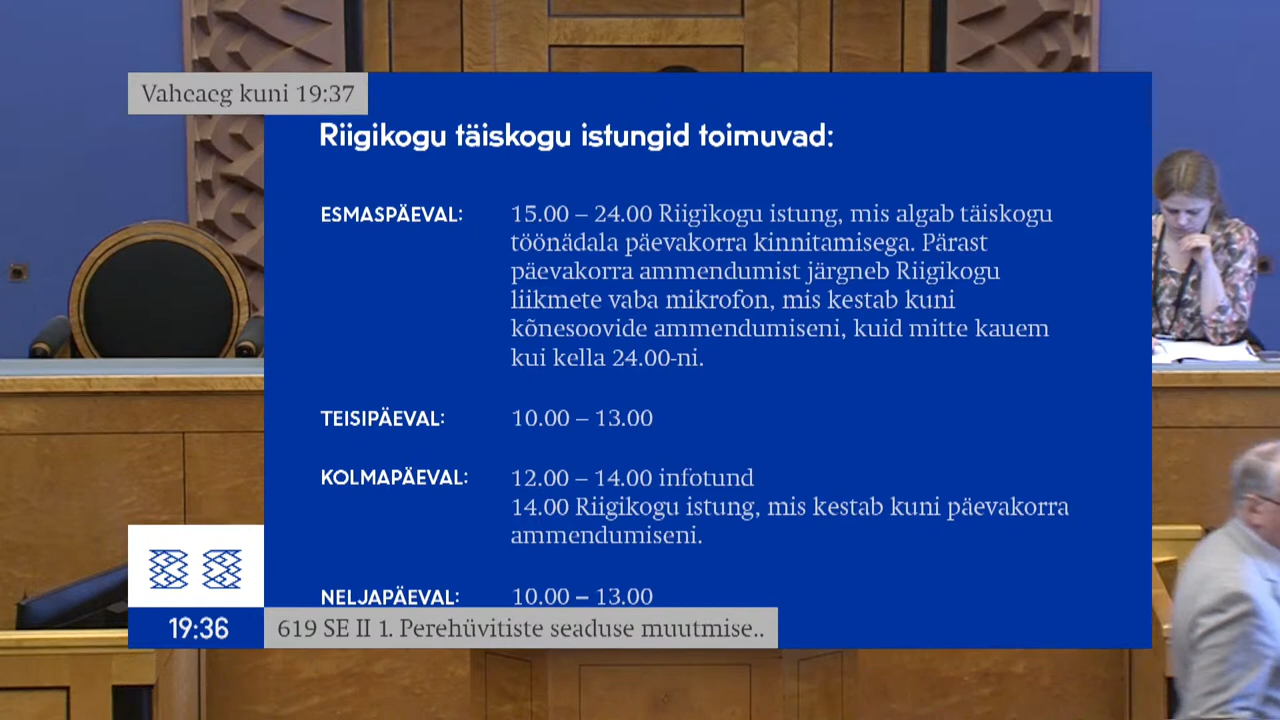 Vaheaeg kuni 19:37
Riigikogu täiskogu istungid toimuvad:
ESMASPÄEVAL:
15.00 – 24.00 Riigikogu istung, mis algab täiskogu
töönädala päevakorra kinnitamisega. Pärast
päevakorra ammendumist järgneb Riigikogu
liikmete vaba mikrofon, mis kestab kuni
kõnesoovide ammendumiseni, kuid mitte kauem
kui kella 24.00-ni.
TEISIPÄEVAL:
10.00 – 13.00
KOLMAPÄEVAL:
12.00 – 14.00 infotund
14.00 Riigikogu istung, mis kestab kuni päevakorra
ammendumiseni.
NELJAPÄEVAL:
10.00 – 13.00
19:36
619 SE II 1. Perehüvitiste seaduse muutmise..